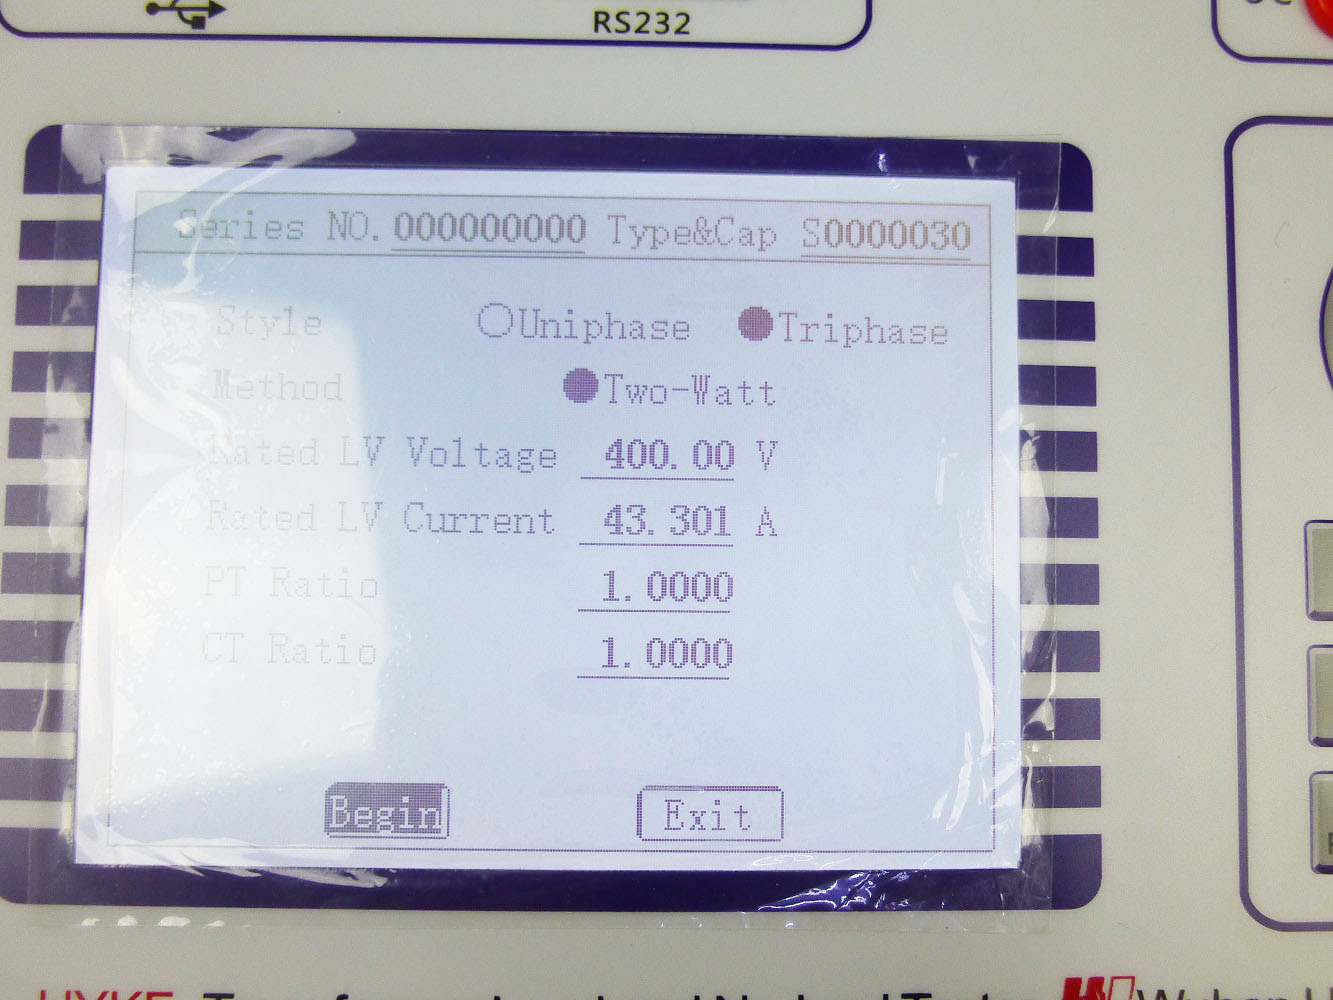 RS232
Series NO. 000000000 Type&Cap S0000030
Style Uniphase Triphase
Method Two-Watt
Rated LV Voltage 400.00 V
Rated LV Current 43.301 A
PT Ratio 1.0000
CT Ratio 1.0000
Begin Exit